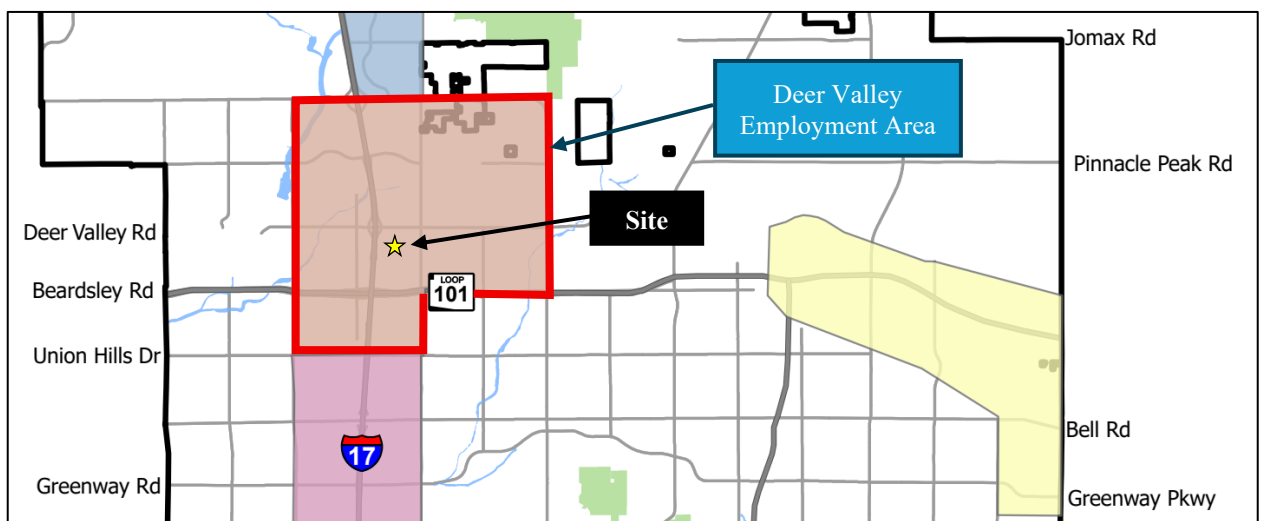 Jomax Rd
Deer Valley
Employment Area
Pinnacle Peak Rd
Site
Deer Valley Rd
Beardsley Rd
LOOP
101
Union Hills Dr
Bell Rd
17
Greenway Rd
Greenway Pkwy